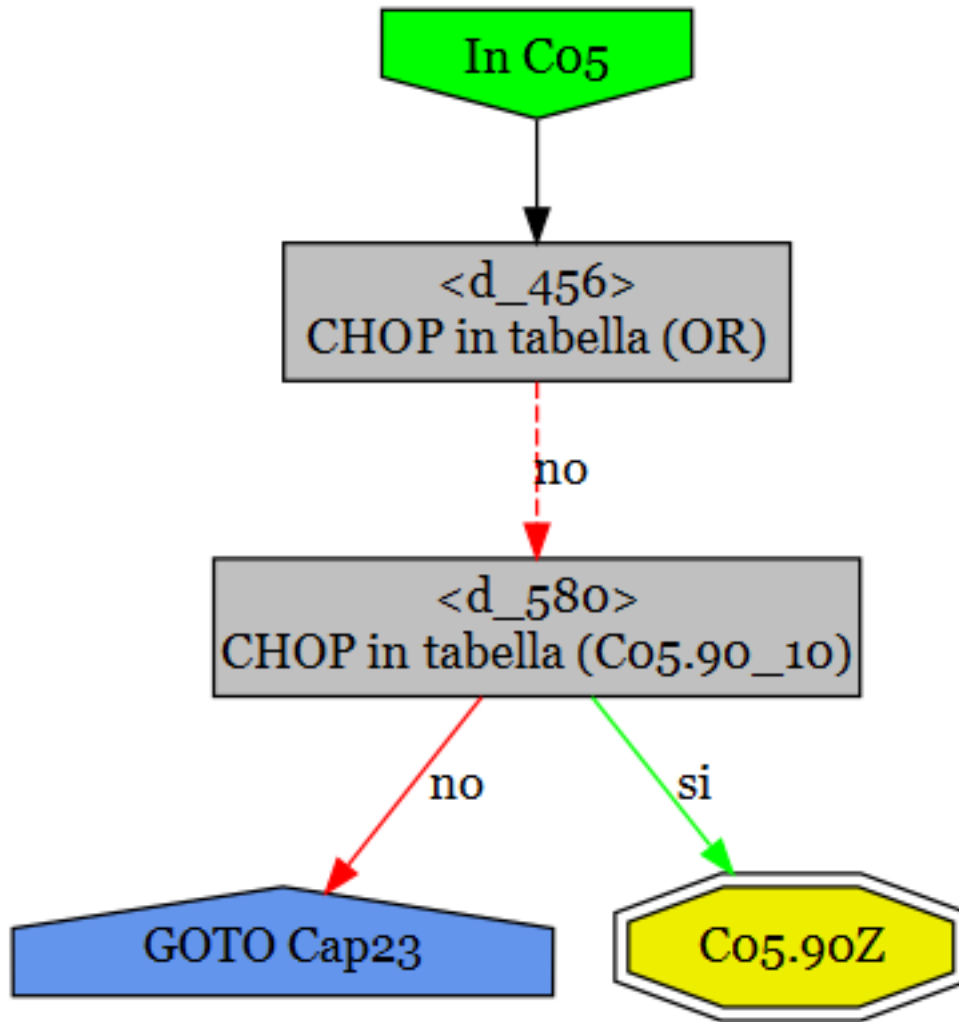 In C05
<d_456>
CHOP in tabella (OR)
no
<d_580>
CHOP in tabella (C05.90_10)
no
si
GOTO Cap23
C05.90Z